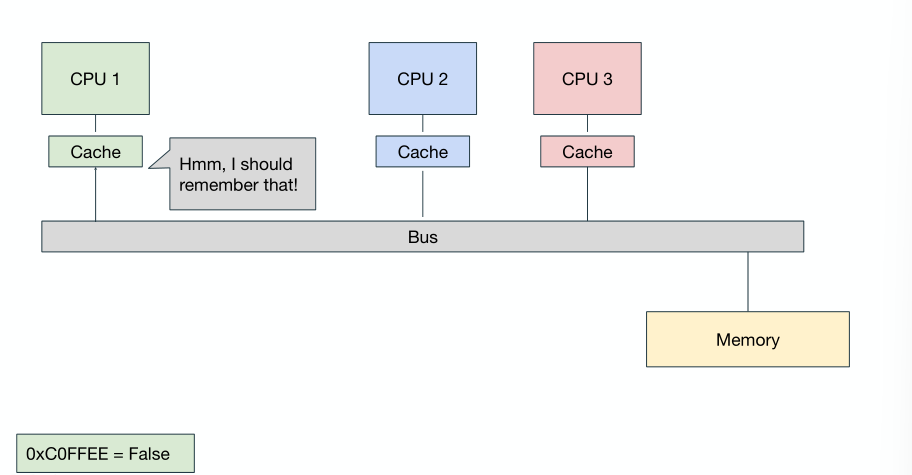 CPU 1
CPU 2
CPU 3
Cache
Cache
Cache
Hmm, I should
remember that!
Bus
Memory
0xC0FFEE = False